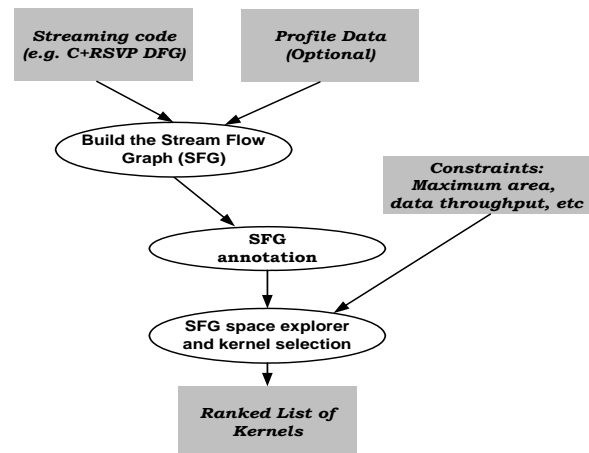 Streaming code
(e.g. C+RSVP DFG)
Profile Data
(Optional)
Build the Stream Flow
Graph (SFG)
Constraints:
Maximum area,
data throughput, etc
SFG
annotation
SFG space explorer
and kernel selection
Ranked List of
Kernels